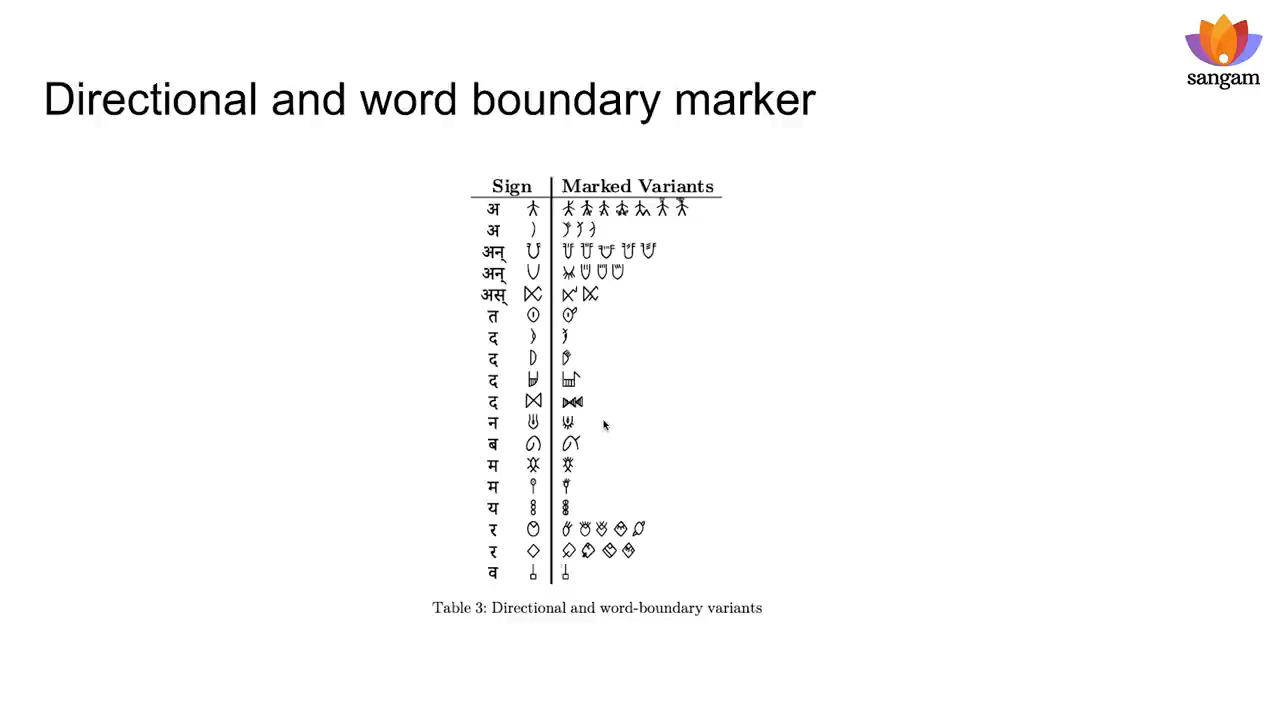 sangam
Directional and word boundary marker
Sign Marked Variants
अ
अ
अन्
अन्
अस्
त
द
द
द
द
न
ब
म
म
य
र
र
व
Table 3: Directional and word-boundary variants